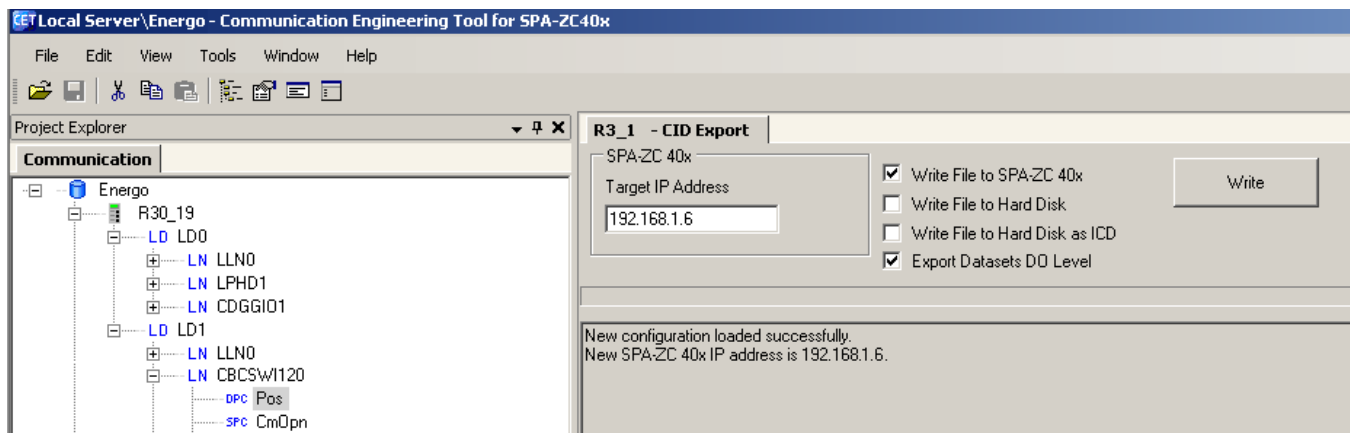 CET Local Server\Energo - Communication Engineering Tool for SPA-ZC40x
File Edit View Tools Window Help
Project Explorer
Communication
Energo
R30_19
LD LD0
LN LLN0
LN LPHD1
LN CDGGIO1
LD LD1
LN LLN0
LN CBCSWI120
DPC Pos
SPC CmOpn
R3_1 - CID Export
SPA-ZC 40x
Target IP Address
192.168.1.6
Write File to SPA-ZC 40x
Write File to Hard Disk
Write File to Hard Disk as ICD
Export Datasets DO Level
Write
New configuration loaded successfully.
New SPA-ZC 40x IP address is 192.168.1.6.